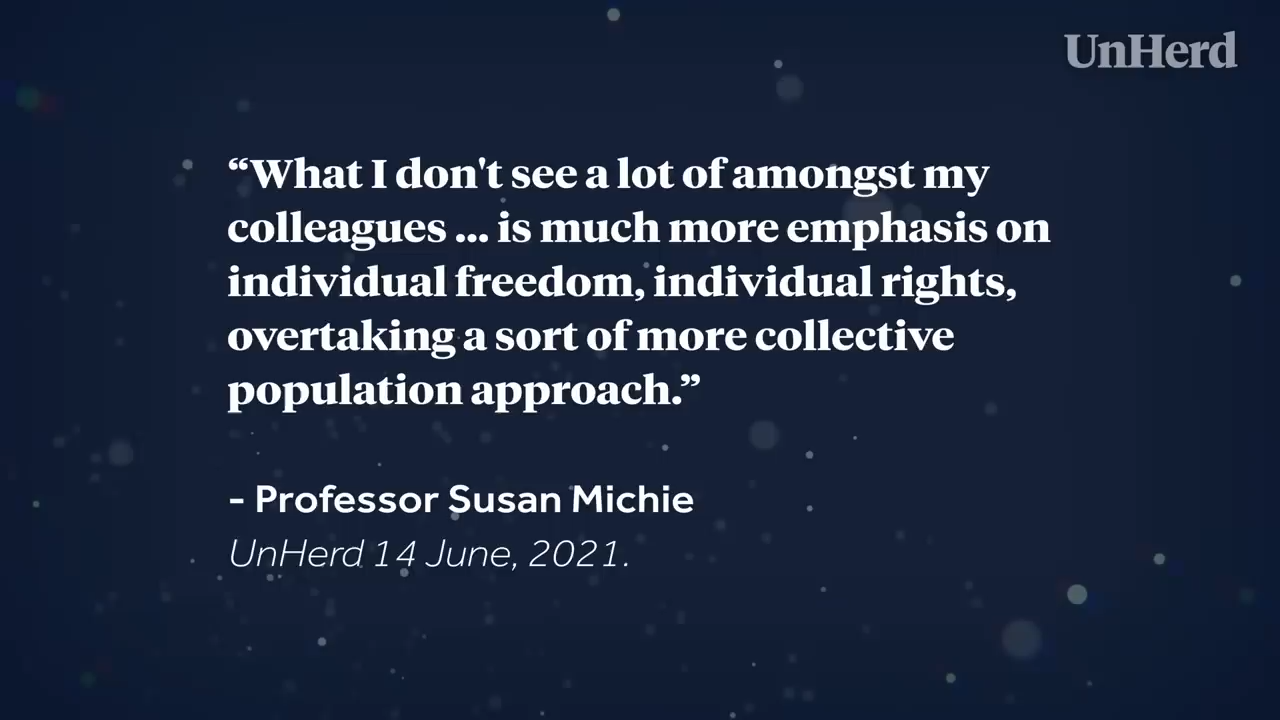 UnHerd
“What I don't see a lot of amongst my
colleagues ... is much more emphasis on
individual freedom, individual rights,
overtaking a sort of more collective
population approach.”
- Professor Susan Michie
UnHerd 14 June, 2021.